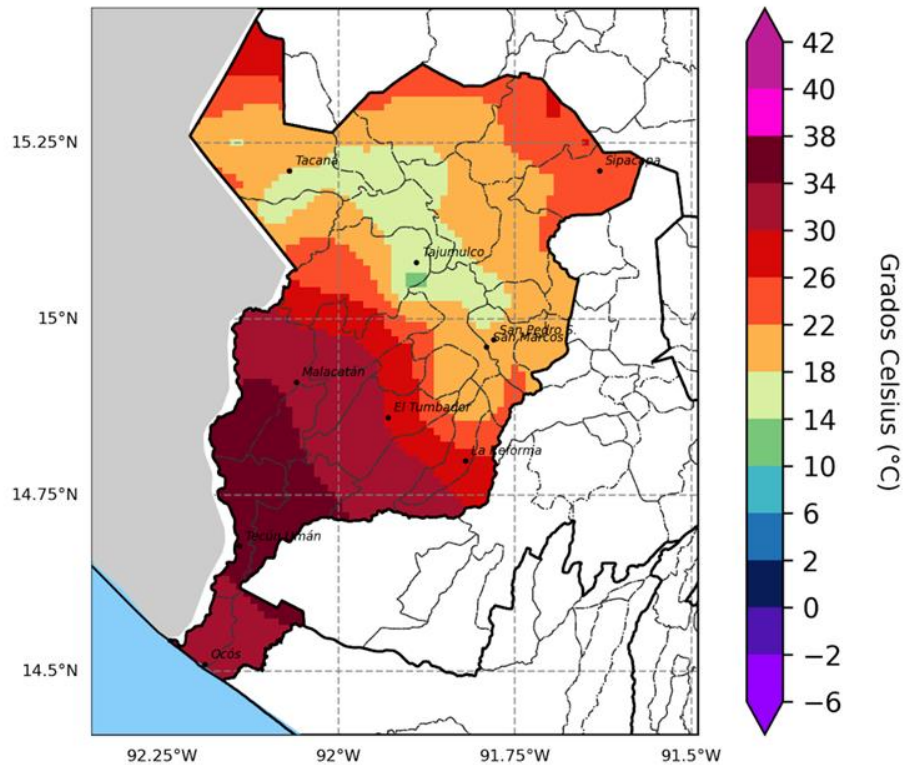 15.25°N
15°N
14.75°N
14.5°N
92.25°W
92°W
91.75°W
91.5°W
Tacaná
Sipacapa
Tajumulco
San Pedro S.
San Marcos
Malacatán
El Tumbador
La Reforma
Tecún Umán
Ocós
42
40
38
34
30
26
22
18
14
10
6
2
0
−2
−6
Grados Celsius (°C)